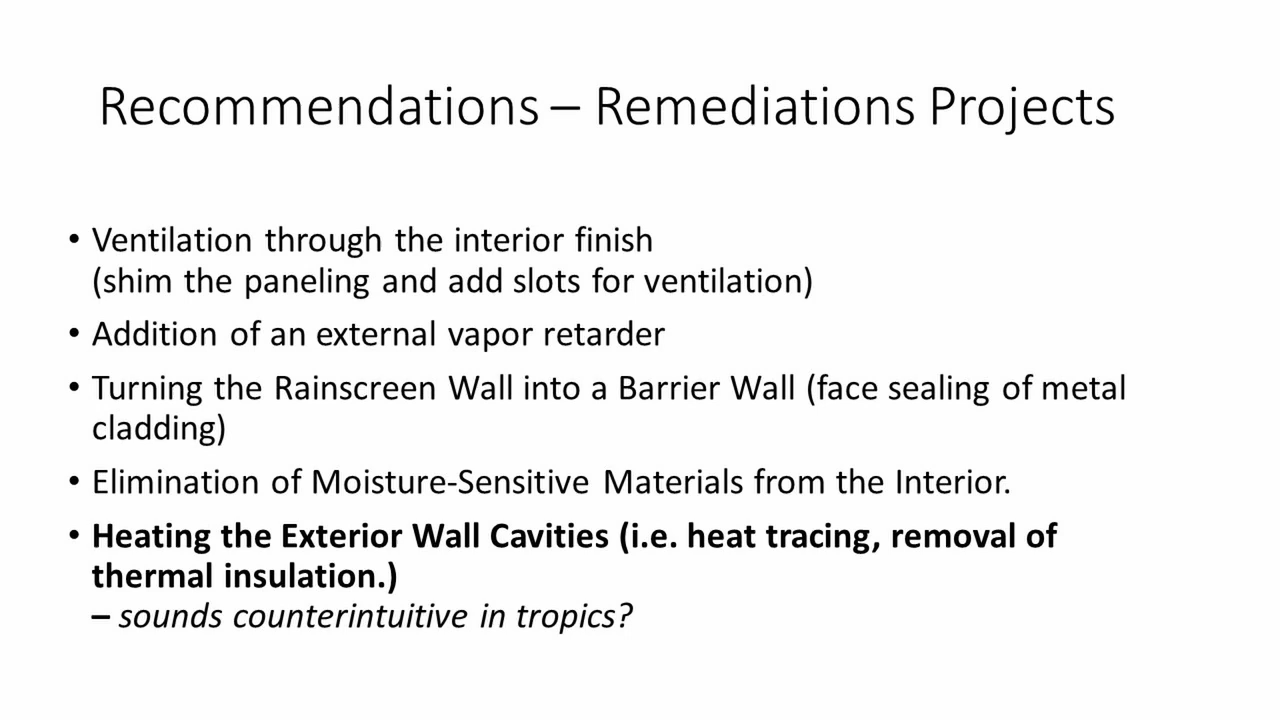 Recommendations – Remediations Projects
• Ventilation through the interior finish
(shim the paneling and add slots for ventilation)
• Addition of an external vapor retarder
• Turning the Rainscreen Wall into a Barrier Wall (face sealing of metal
cladding)
• Elimination of Moisture-Sensitive Materials from the Interior.
• Heating the Exterior Wall Cavities (i.e. heat tracing, removal of
thermal insulation.)
– sounds counterintuitive in tropics?